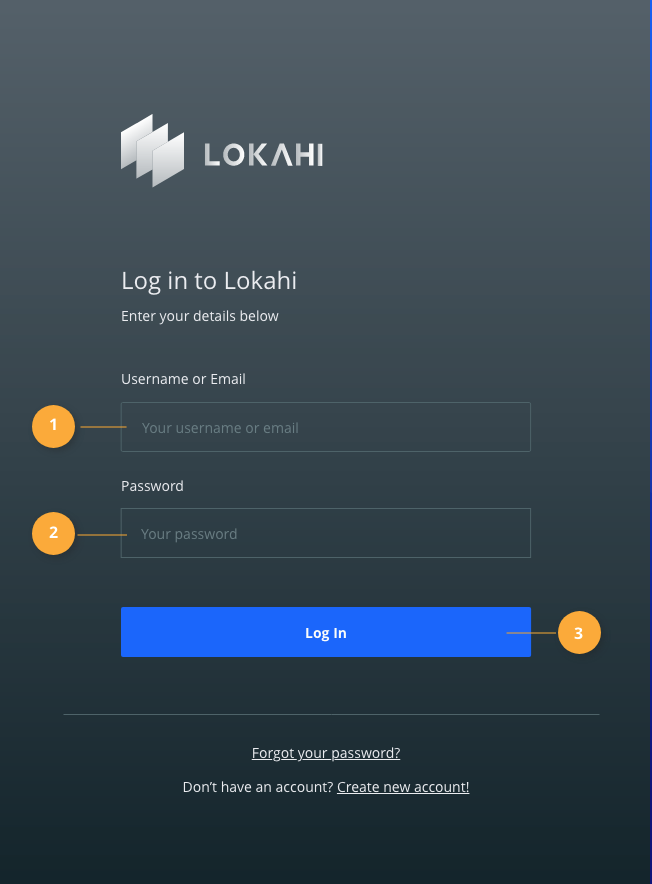 LOKAHI
Log in to Lokahi
Enter your details below
Username or Email
1
Your username or email
Password
2
Your password
Log In
3
Forgot your password?
Don’t have an account? Create new account!